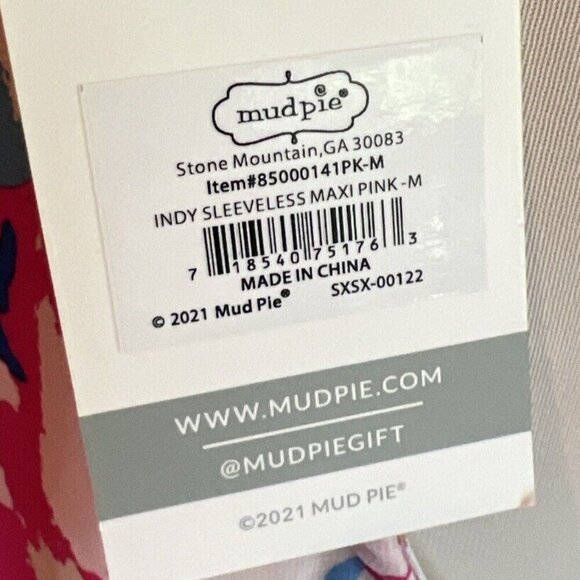 mudpie®
Stone Mountain,GA 30083
Item#85000141PK-M
INDY SLEEVELESS MAXI PINK -M
7 18540 75176 3
MADE IN CHINA
© 2021 Mud Pie® SXSX-00122
WWW.MUDPIE.COM
@MUDPIEGIFT
©2021 MUD PIE®